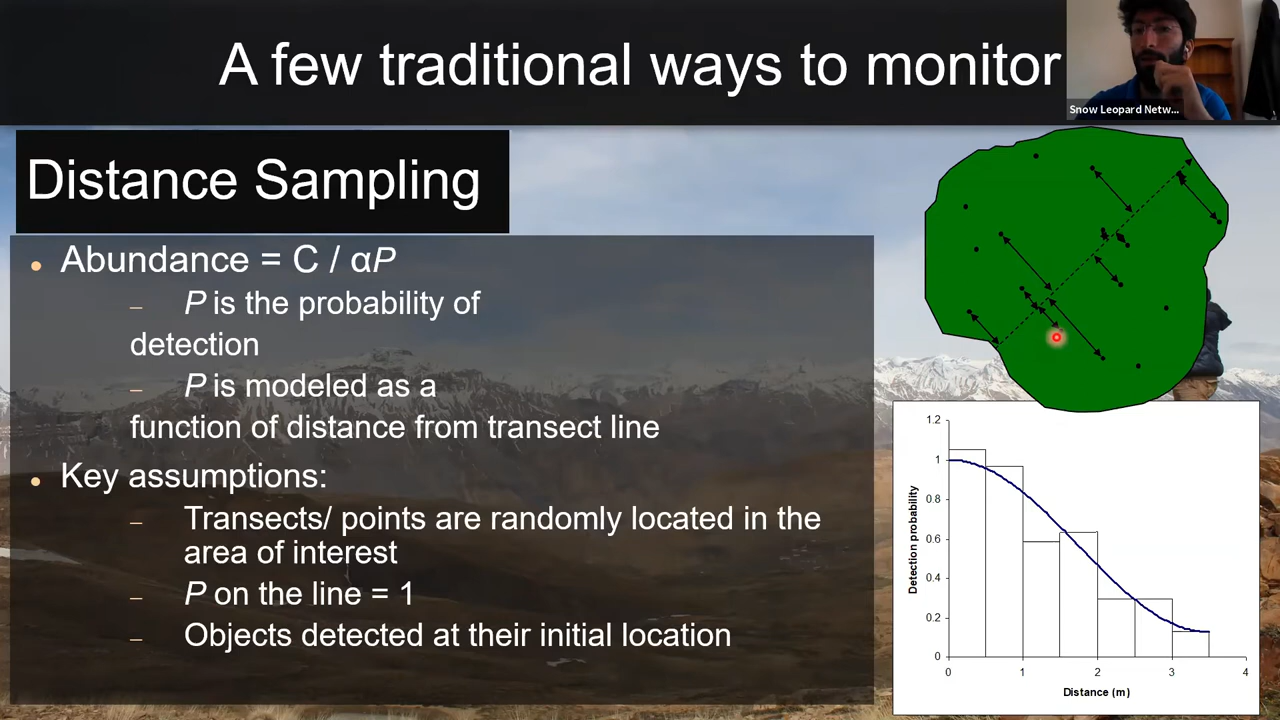 A few traditional ways to monitor
Snow Leopard Netw...
Distance Sampling
• Abundance = C / αP
– P is the probability of
detection
– P is modeled as a
function of distance from transect line
• Key assumptions:
– Transects/ points are randomly located in the
area of interest
– P on the line = 1
– Objects detected at their initial location
1.2
1
0.8
0.6
0.4
0.2
0
Detection probability
0 1 2 3 4
Distance (m)